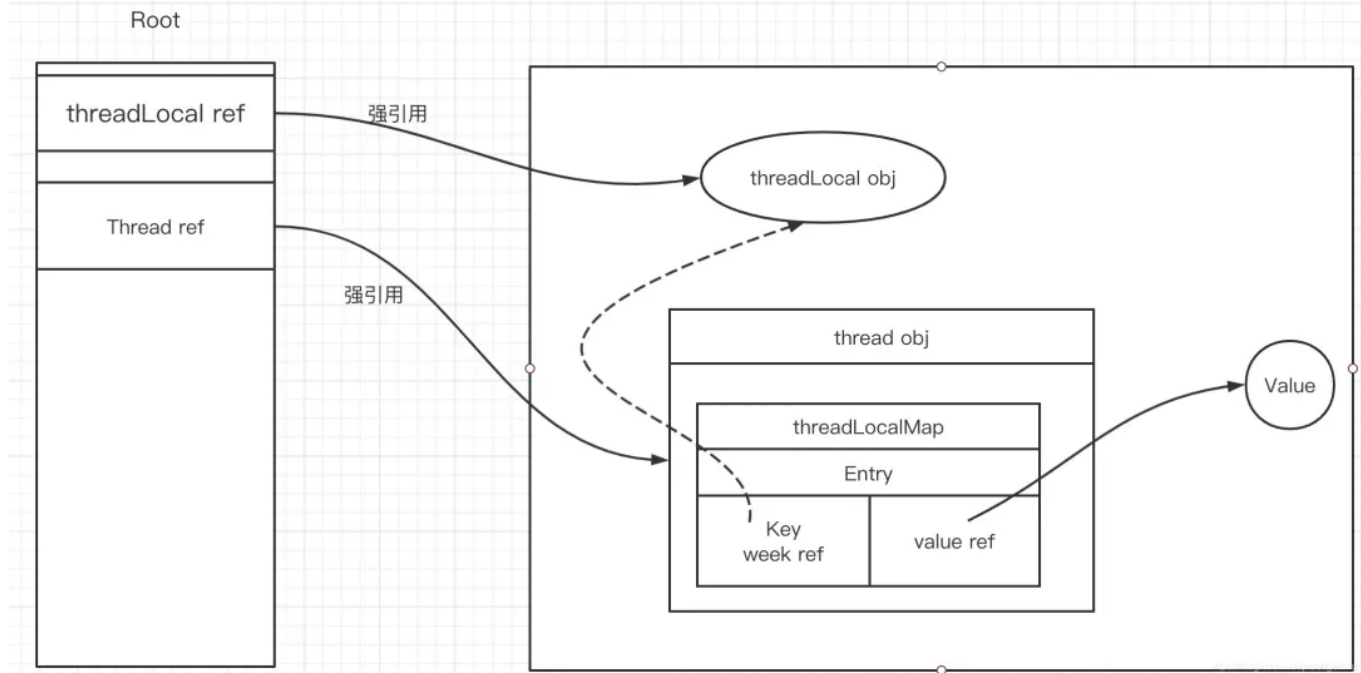 Root
threadLocal ref
强引用
threadLocal obj
Thread ref
强引用
thread obj
Value
threadLocalMap
Entry
Key
week ref
value ref